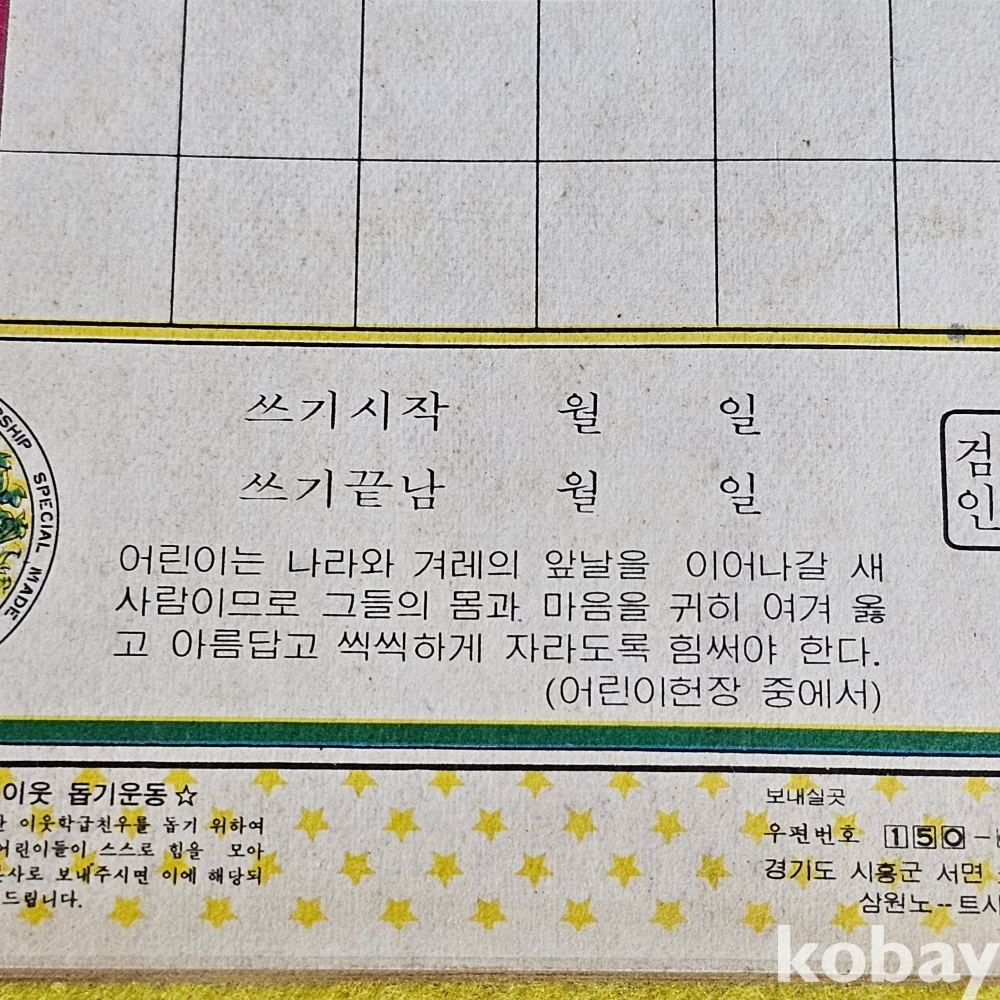 쓰기시작 월 일
쓰기끝남 월 일
검
인
SPECIAL MADE
어린이는 나라와 겨레의 앞날을 이어나갈 새
사람이므로 그들의 몸과 마음을 귀히 여겨 옳
고 아름답고 씩씩하게 자라도록 힘써야 한다.
(어린이헌장 중에서)
이웃 돕기운동☆
이웃학급친우를 돕기 위하여
어린이들이 스스로 힘을 모아
보내주시면 이에 해당되
드립니다.
보내실곳
우편번호 150-
경기도 시흥군 서면
삼원노--트사
kobay